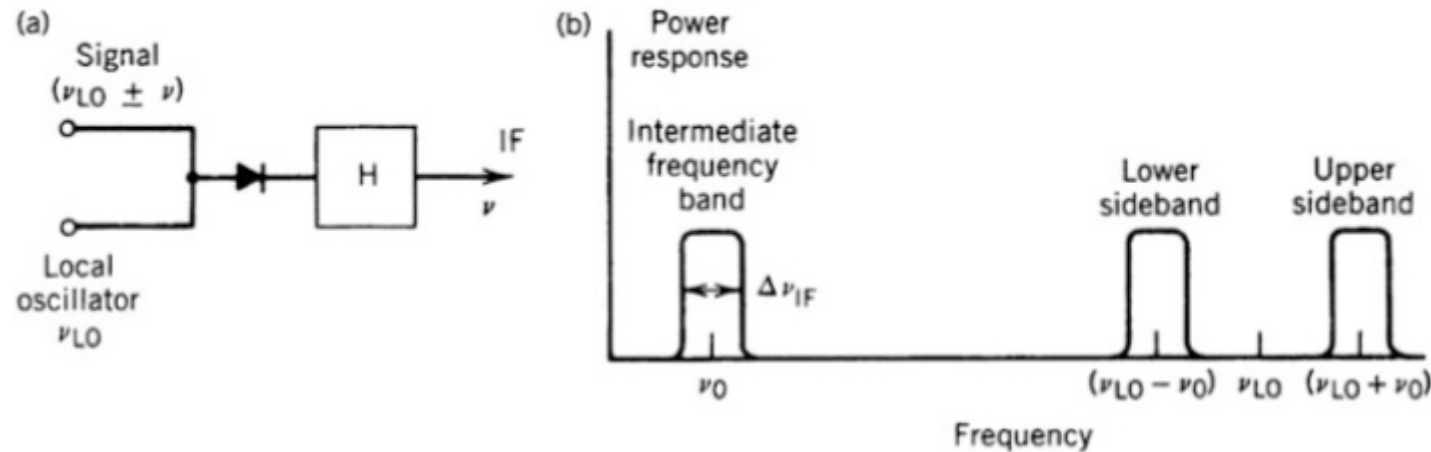 (a)
Signal
(νLO ± ν)
H
IF
ν
Local
oscillator
νLO
(b)
Power
response
Intermediate
frequency
band
Lower
sideband
Upper
sideband
ΔνIF
ν0
(νLO − ν0)
νLO
(νLO + ν0)
Frequency